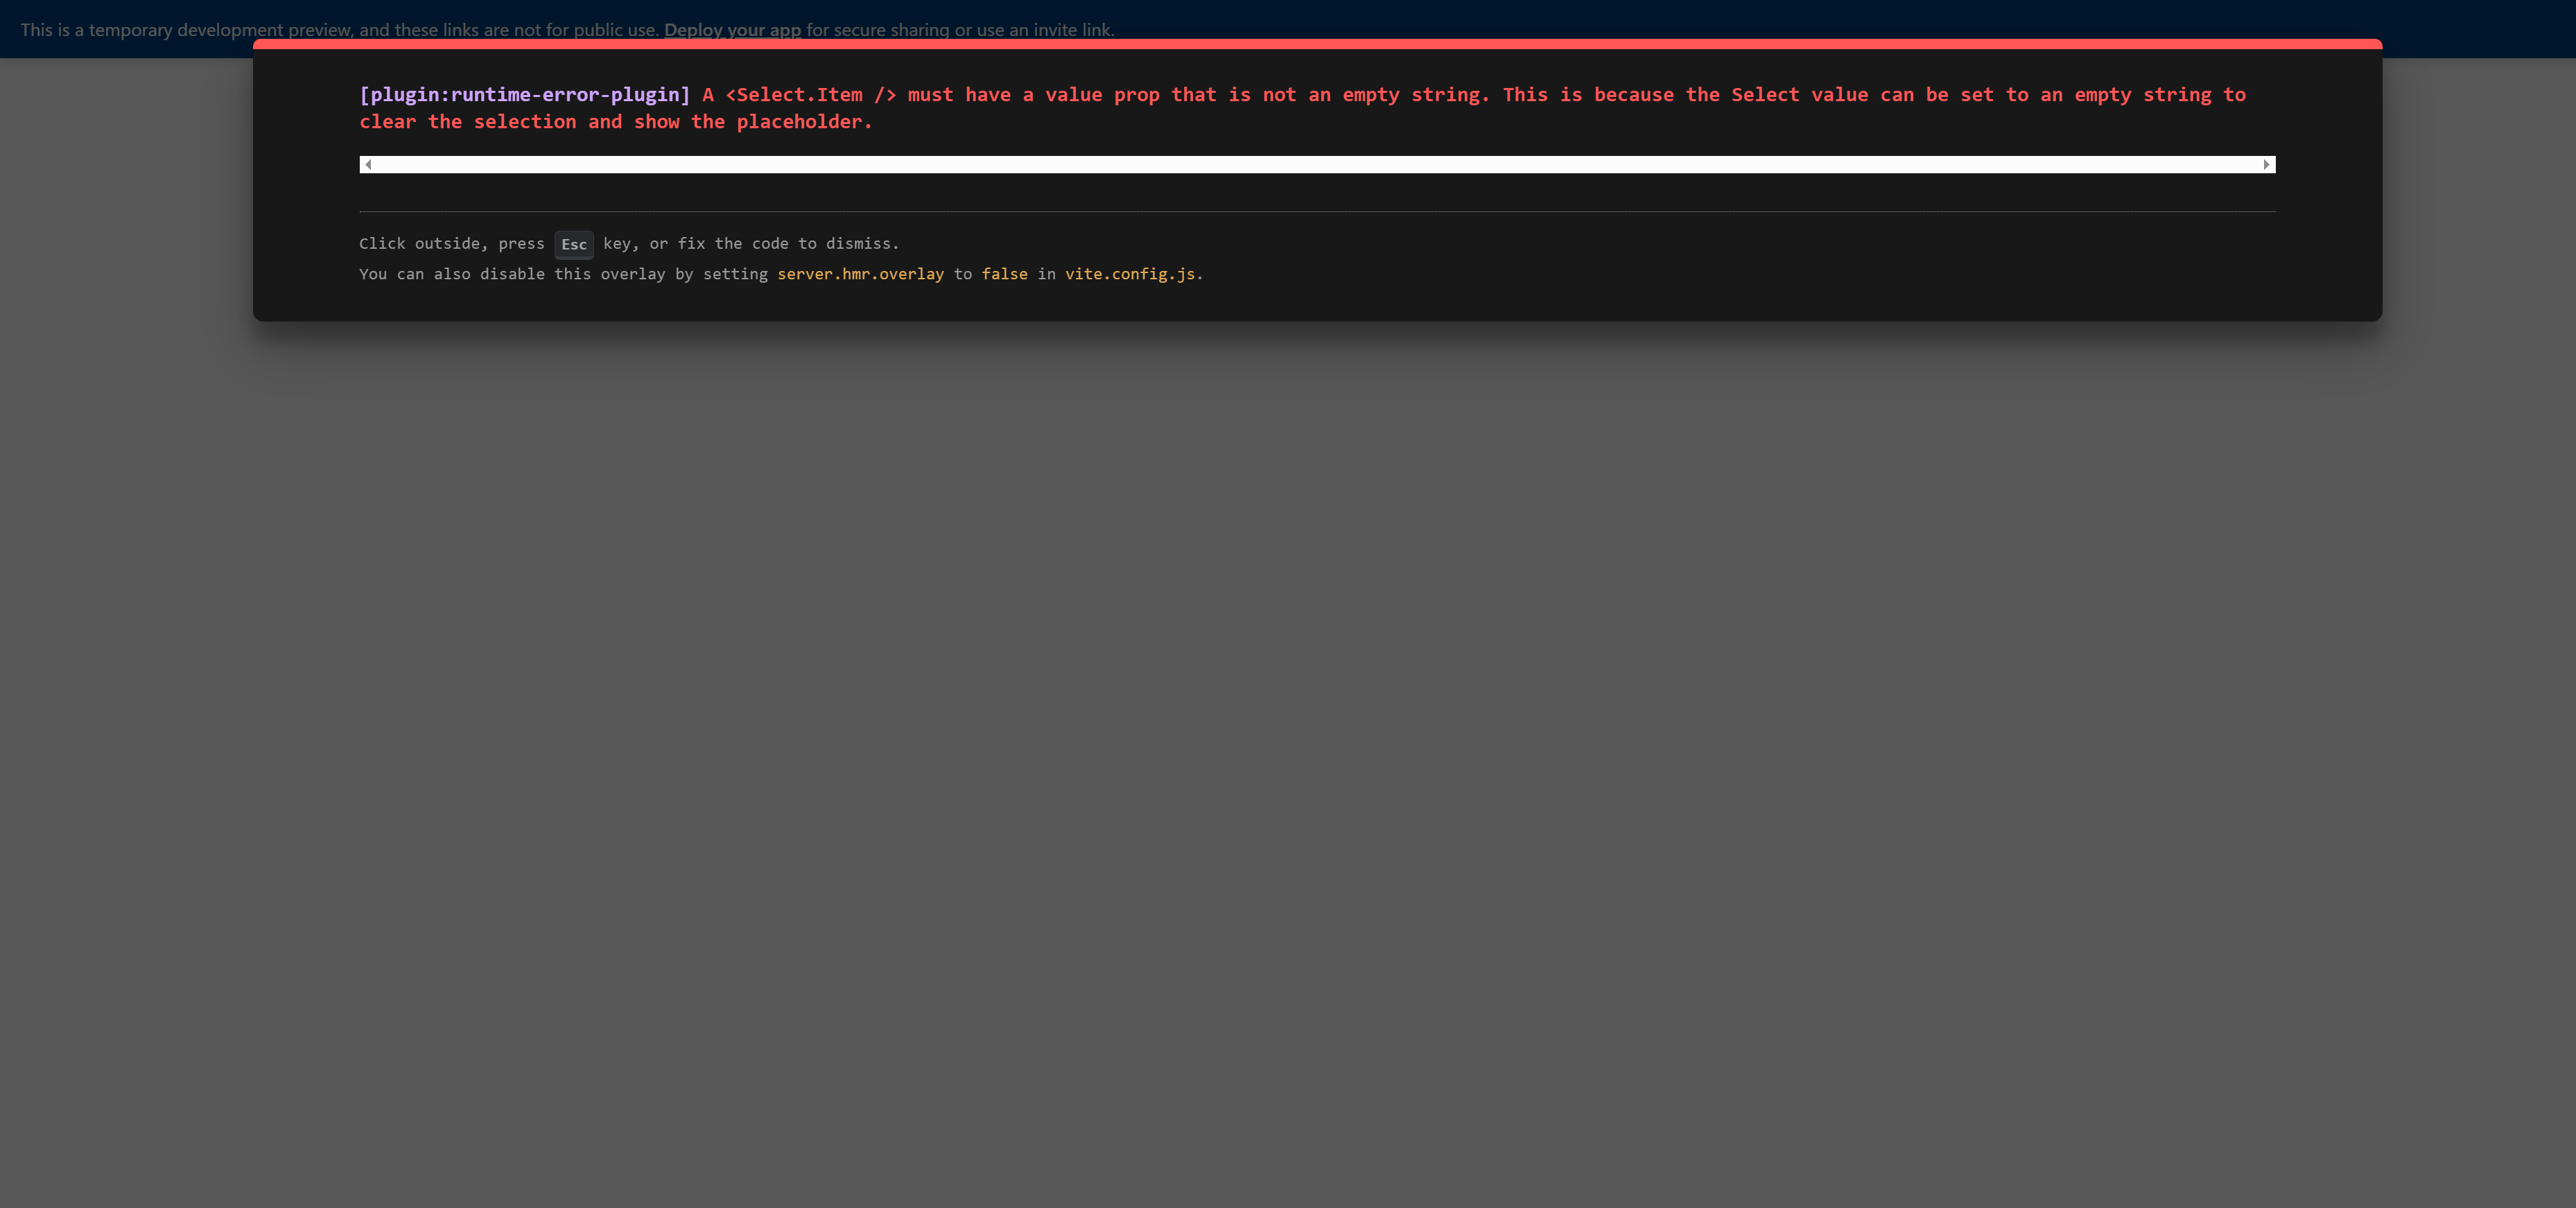 This is a temporary development preview, and these links are not for public use. Deploy your app for secure sharing or use an invite link.
[plugin:runtime-error-plugin] A <Select.Item /> must have a value prop that is not an empty string. This is because the Select value can be set to an empty string to
clear the selection and show the placeholder.
Click outside, press Esc key, or fix the code to dismiss.
You can also disable this overlay by setting server.hmr.overlay to false in vite.config.js.